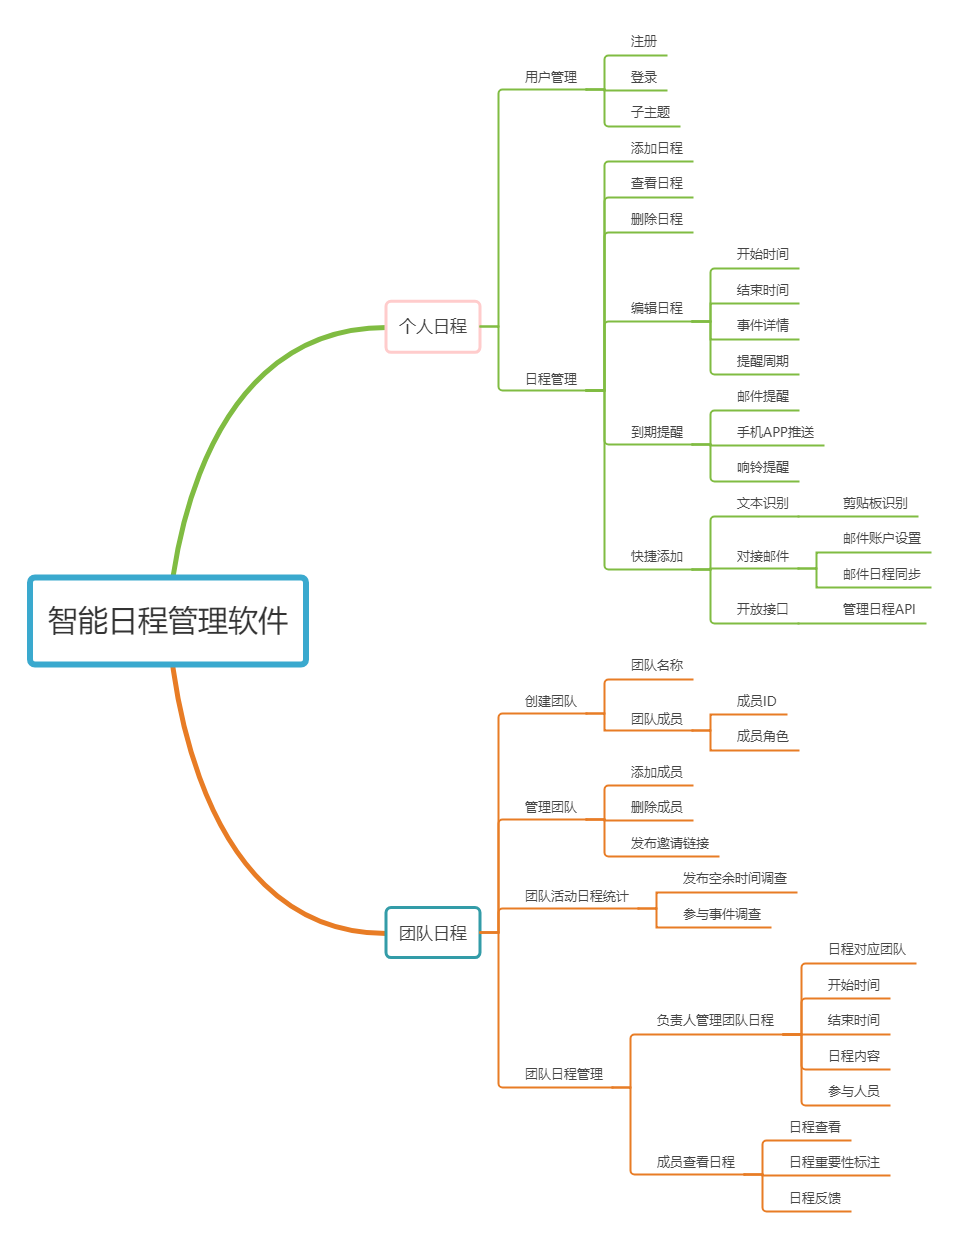 智能日程管理软件
个人日程
用户管理
注册
登录
子主题
日程管理
添加日程
查看日程
删除日程
编辑日程
开始时间
结束时间
事件详情
提醒周期
到期提醒
邮件提醒
手机APP推送
响铃提醒
快捷添加
文本识别
剪贴板识别
对接邮件
邮件账户设置
邮件日程同步
开放接口
管理日程API
团队日程
创建团队
团队名称
团队成员
成员ID
成员角色
管理团队
添加成员
删除成员
发布邀请链接
团队活动日程统计
发布空余时间调查
参与事件调查
团队日程管理
负责人管理团队日程
日程对应团队
开始时间
结束时间
日程内容
参与人员
成员查看日程
日程查看
日程重要性标注
日程反馈